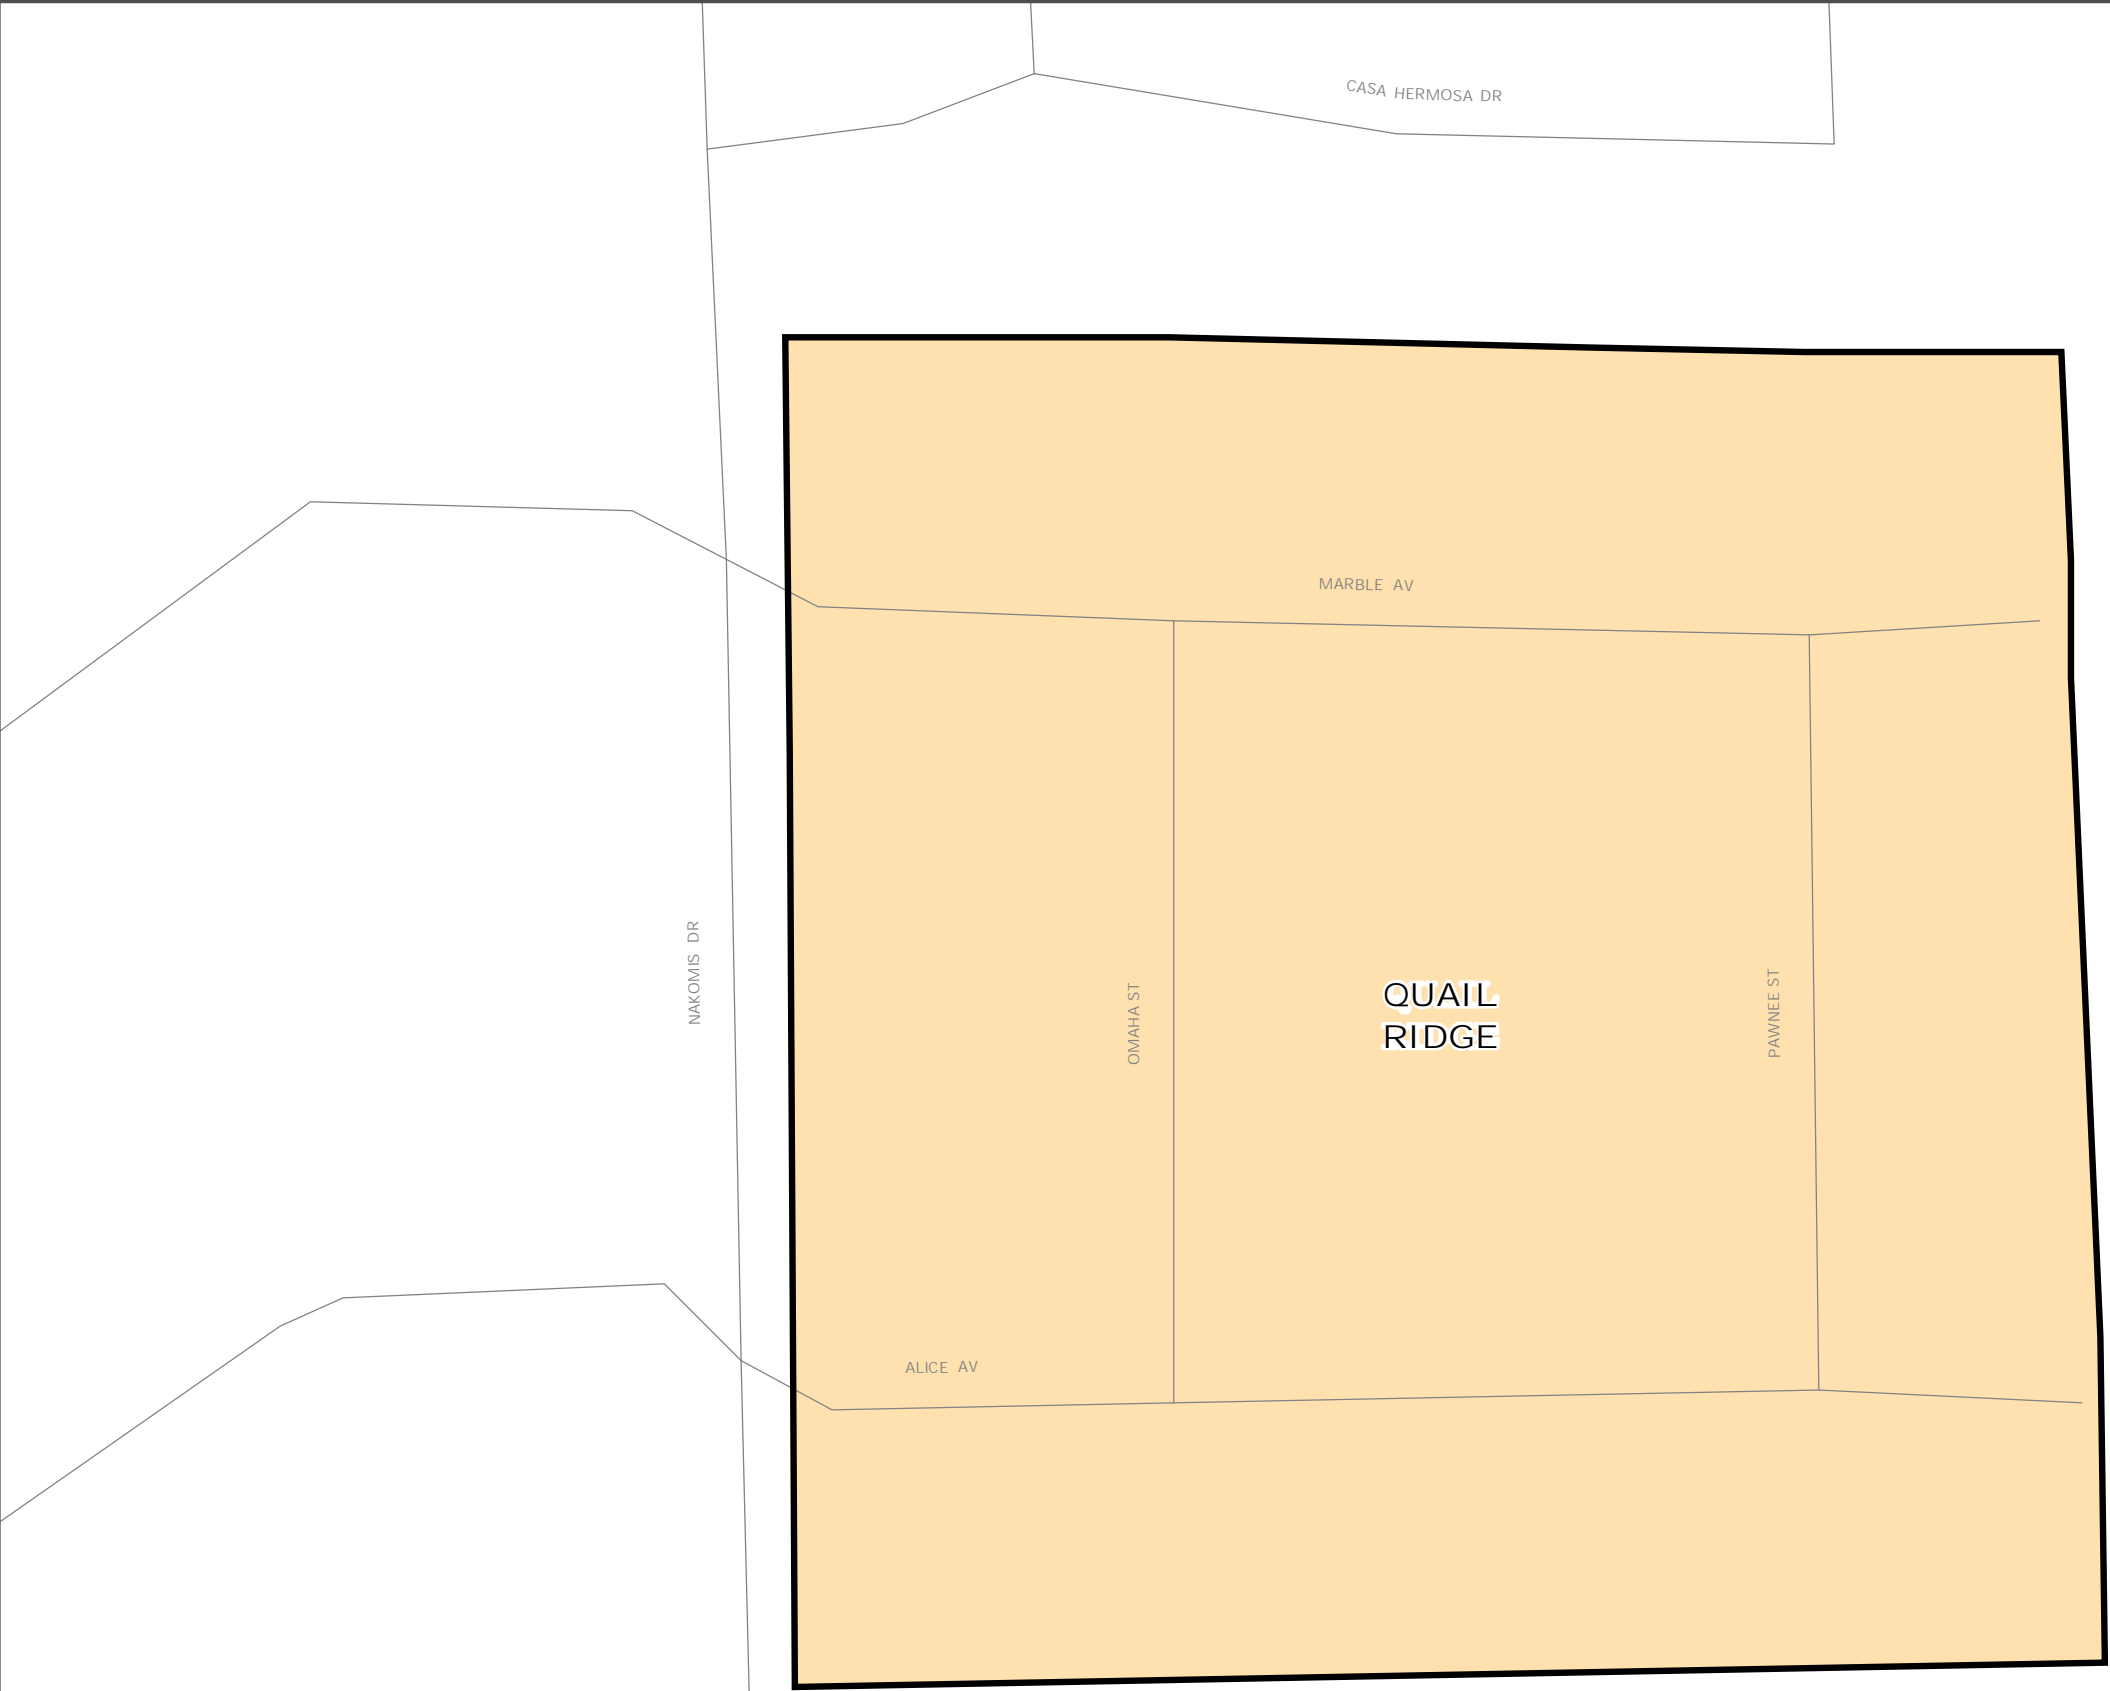 CASA HERMOSA DR
MARBLE AV
NAKOMIS DR
OMAHA ST
QUAIL
RIDGE
PAWNEE ST
ALICE AV